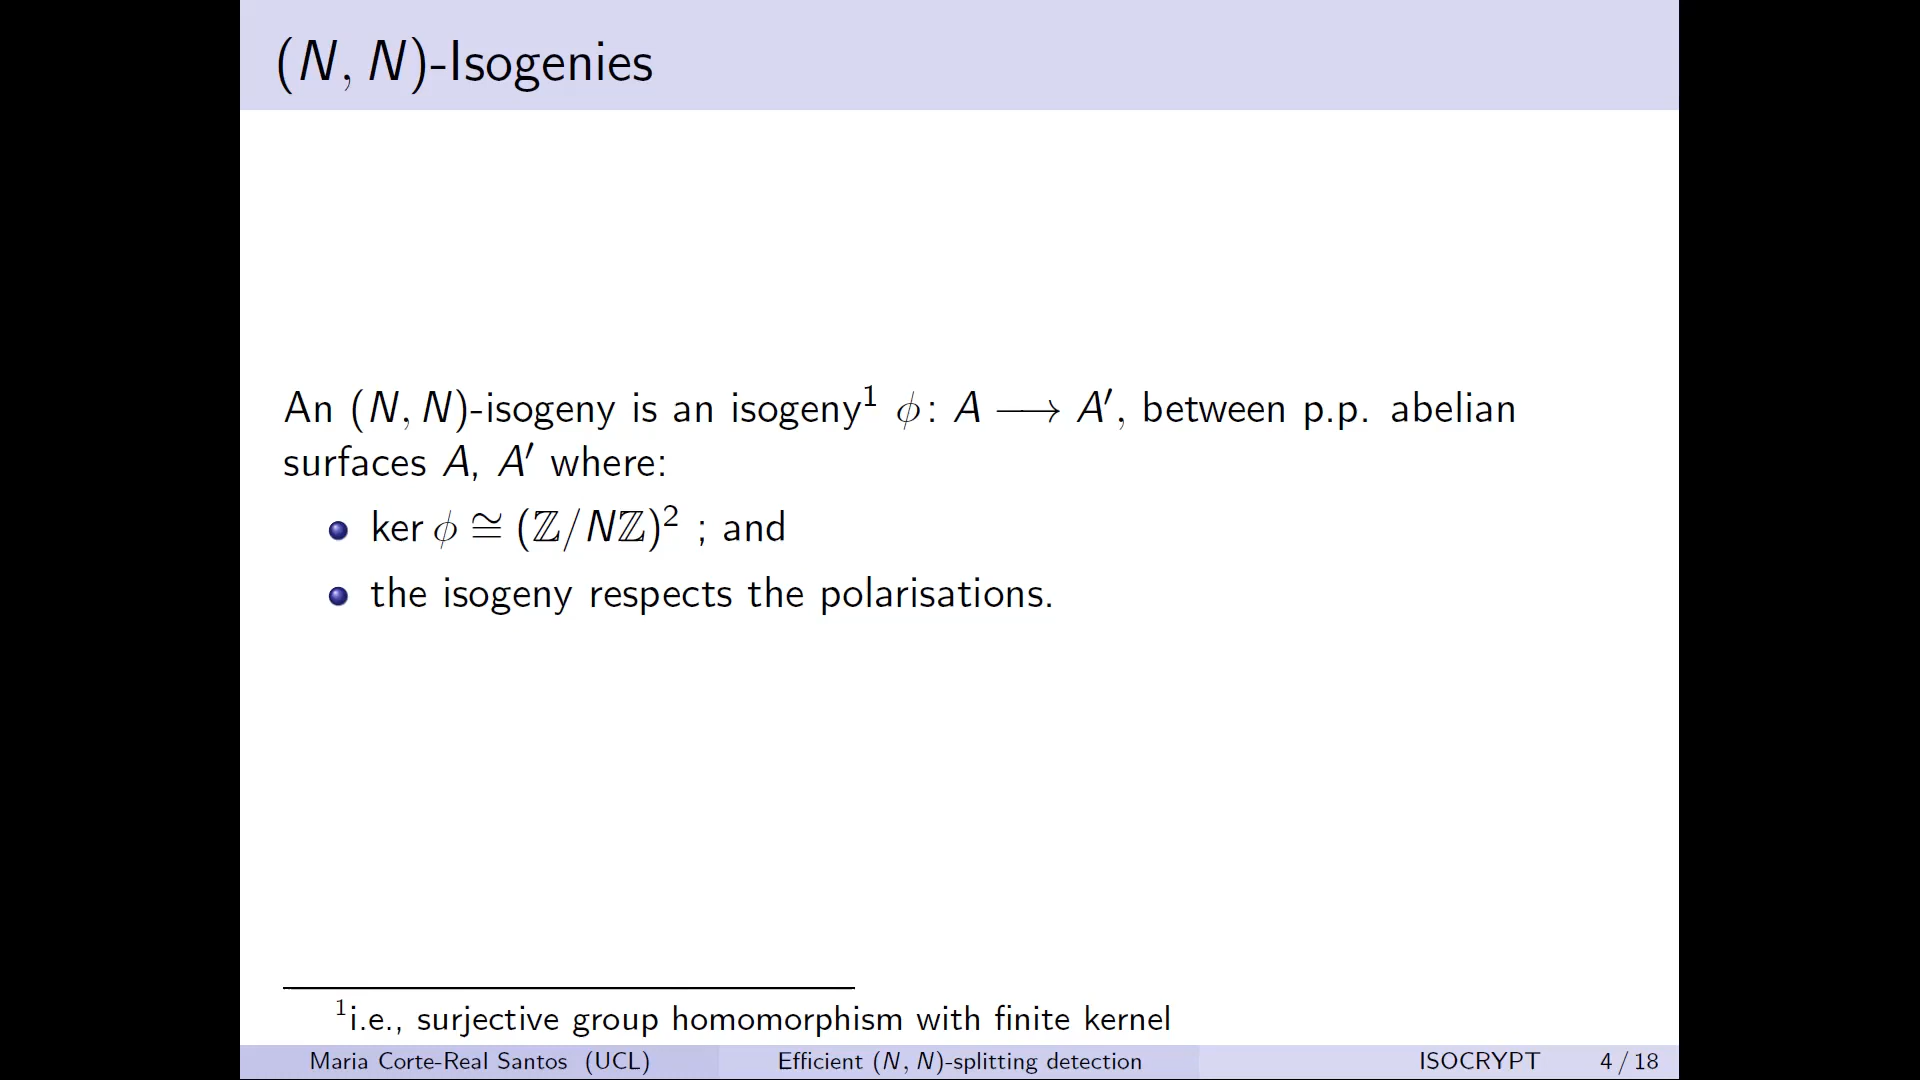 (N, N)-Isogenies
An (N, N)-isogeny is an isogeny¹ ϕ: A ⟶ A′, between p.p. abelian
surfaces A, A′ where:
ker ϕ ≅ (ℤ/Nℤ)² ; and
the isogeny respects the polarisations.
¹i.e., surjective group homomorphism with finite kernel
Maria Corte-Real Santos (UCL) Efficient (N, N)-splitting detection ISOCRYPT 4 / 18